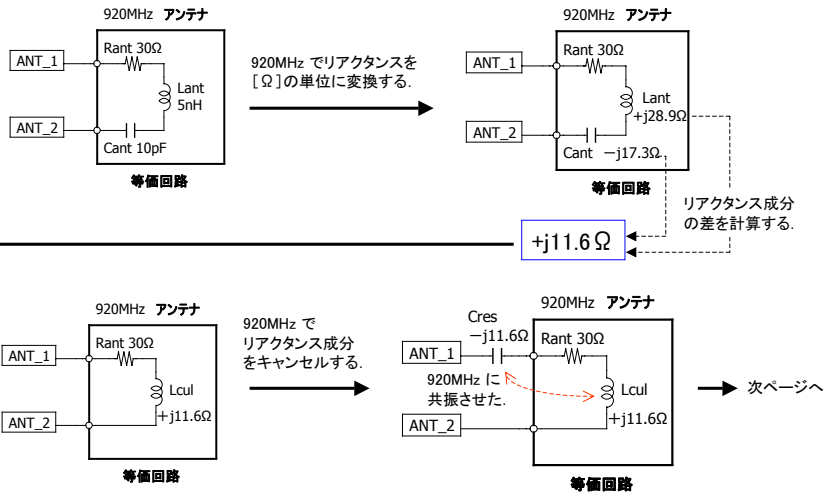 920MHz アンテナ
ANT_1
Rant 30Ω
Lant
5nH
ANT_2
Cant 10pF
等価回路
920MHz でリアクタンスを
[Ω]の単位に変換する.
920MHz アンテナ
ANT_1
Rant 30Ω
Lant
+j28.9Ω
ANT_2
Cant －j17.3Ω
等価回路
リアクタンス成分
の差を計算する.
+j11.6Ω
920MHz アンテナ
ANT_1
Rant 30Ω
Lcul
+j11.6Ω
ANT_2
等価回路
920MHz で
リアクタンス成分
をキャンセルする.
920MHz アンテナ
Cres
－j11.6Ω
ANT_1
Rant 30Ω
920MHz に
共振させた.
Lcul
+j11.6Ω
ANT_2
等価回路
次ページへ